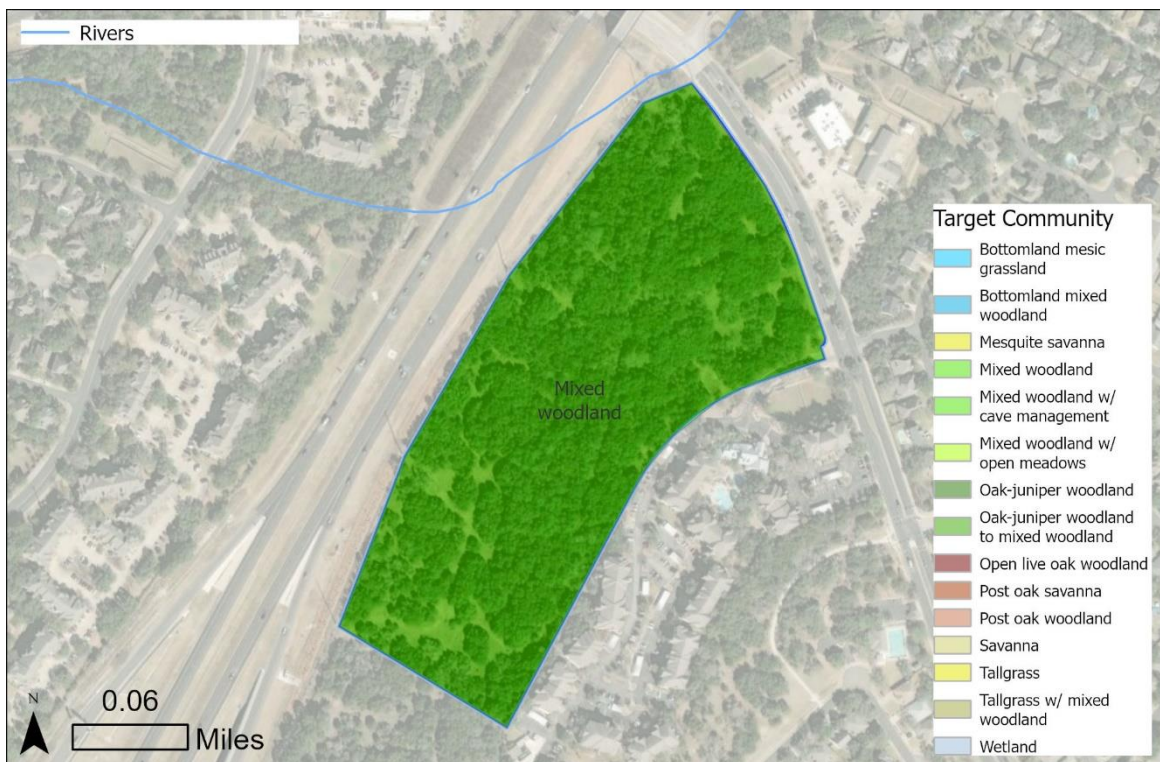 Rivers
Target Community
Bottomland mesic
grassland
Bottomland mixed
woodland
Mesquite savanna
Mixed woodland
Mixed woodland w/
cave management
Mixed woodland w/
open meadows
Oak-juniper woodland
Oak-juniper woodland
to mixed woodland
Open live oak woodland
Post oak savanna
Post oak woodland
Savanna
Tallgrass
Tallgrass w/ mixed
woodland
Wetland
Mixed
woodland
N
0.06
Miles